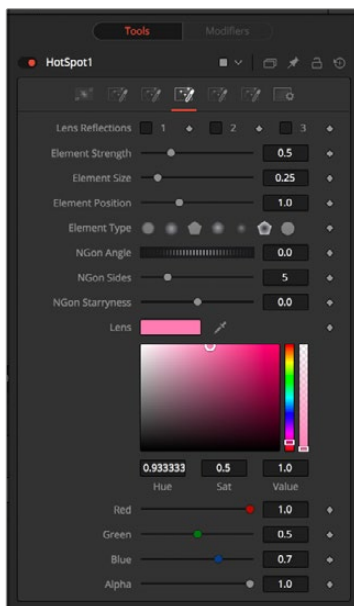 Tools Modifiers
HotSpot1
Lens Reflections 1 2 3
Element Strength 0.5
Element Size 0.25
Element Position 1.0
Element Type
NGon Angle 0.0
NGon Sides 5
NGon Starryness 0.0
Lens
0.933333 0.5 1.0
Hue Sat Value
Red 1.0
Green 0.5
Blue 0.7
Alpha 1.0